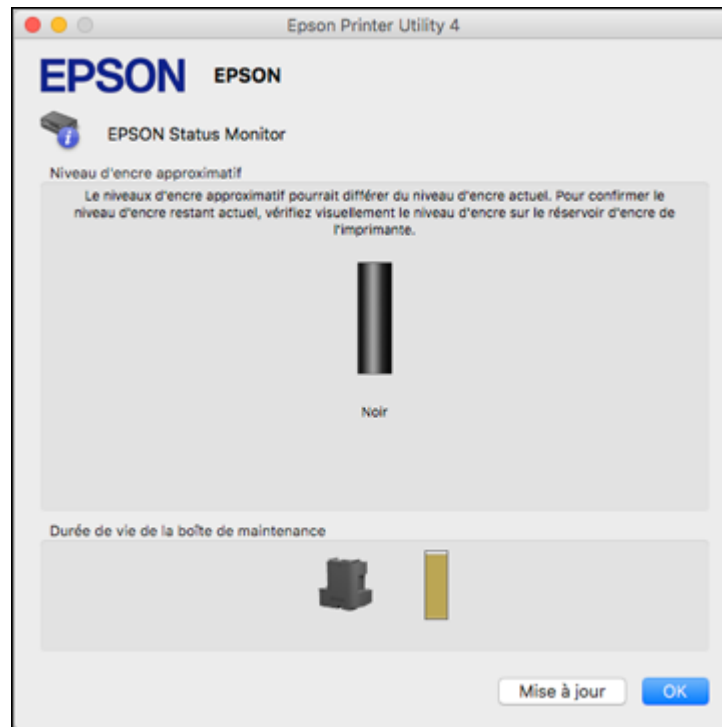 Epson Printer Utility 4
EPSON EPSON
EPSON Status Monitor
Niveau d'encre approximatif
Le niveaux d'encre approximatif pourrait différer du niveau d'encre actuel. Pour confirmer le
niveau d'encre restant actuel, vérifiez visuellement le niveau d'encre sur le réservoir d'encre de
l'imprimante.
Noir
Durée de vie de la boîte de maintenance
Mise à jour OK